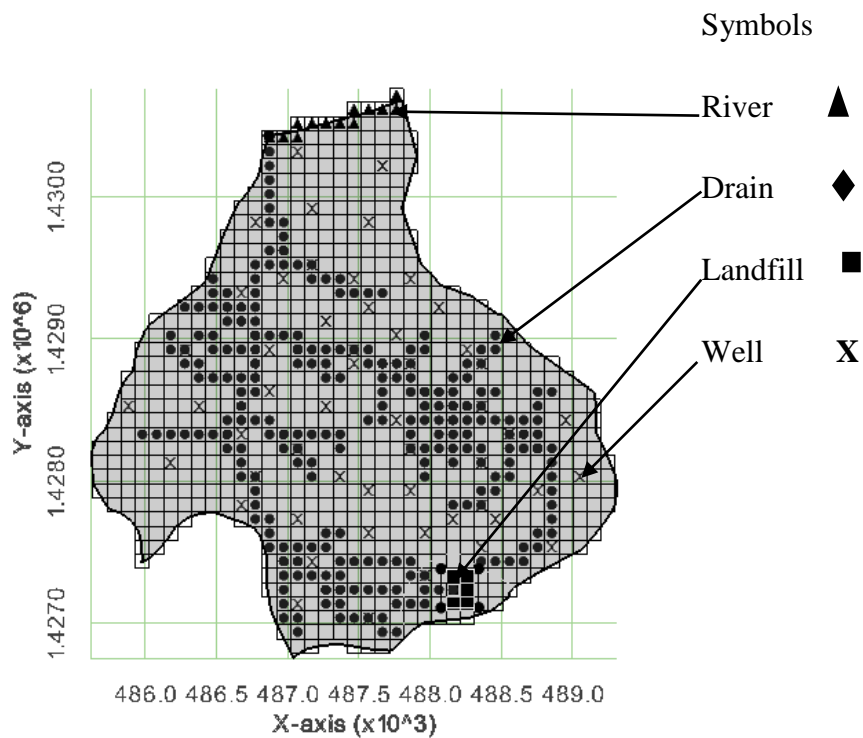 Symbols
River
Drain
Landfill
Well X
1.4300
1.4290
1.4280
1.4270
Y-axis (x10^6)
486.0 486.5 487.0 487.5 488.0 488.5 489.0
X-axis (x10^3)